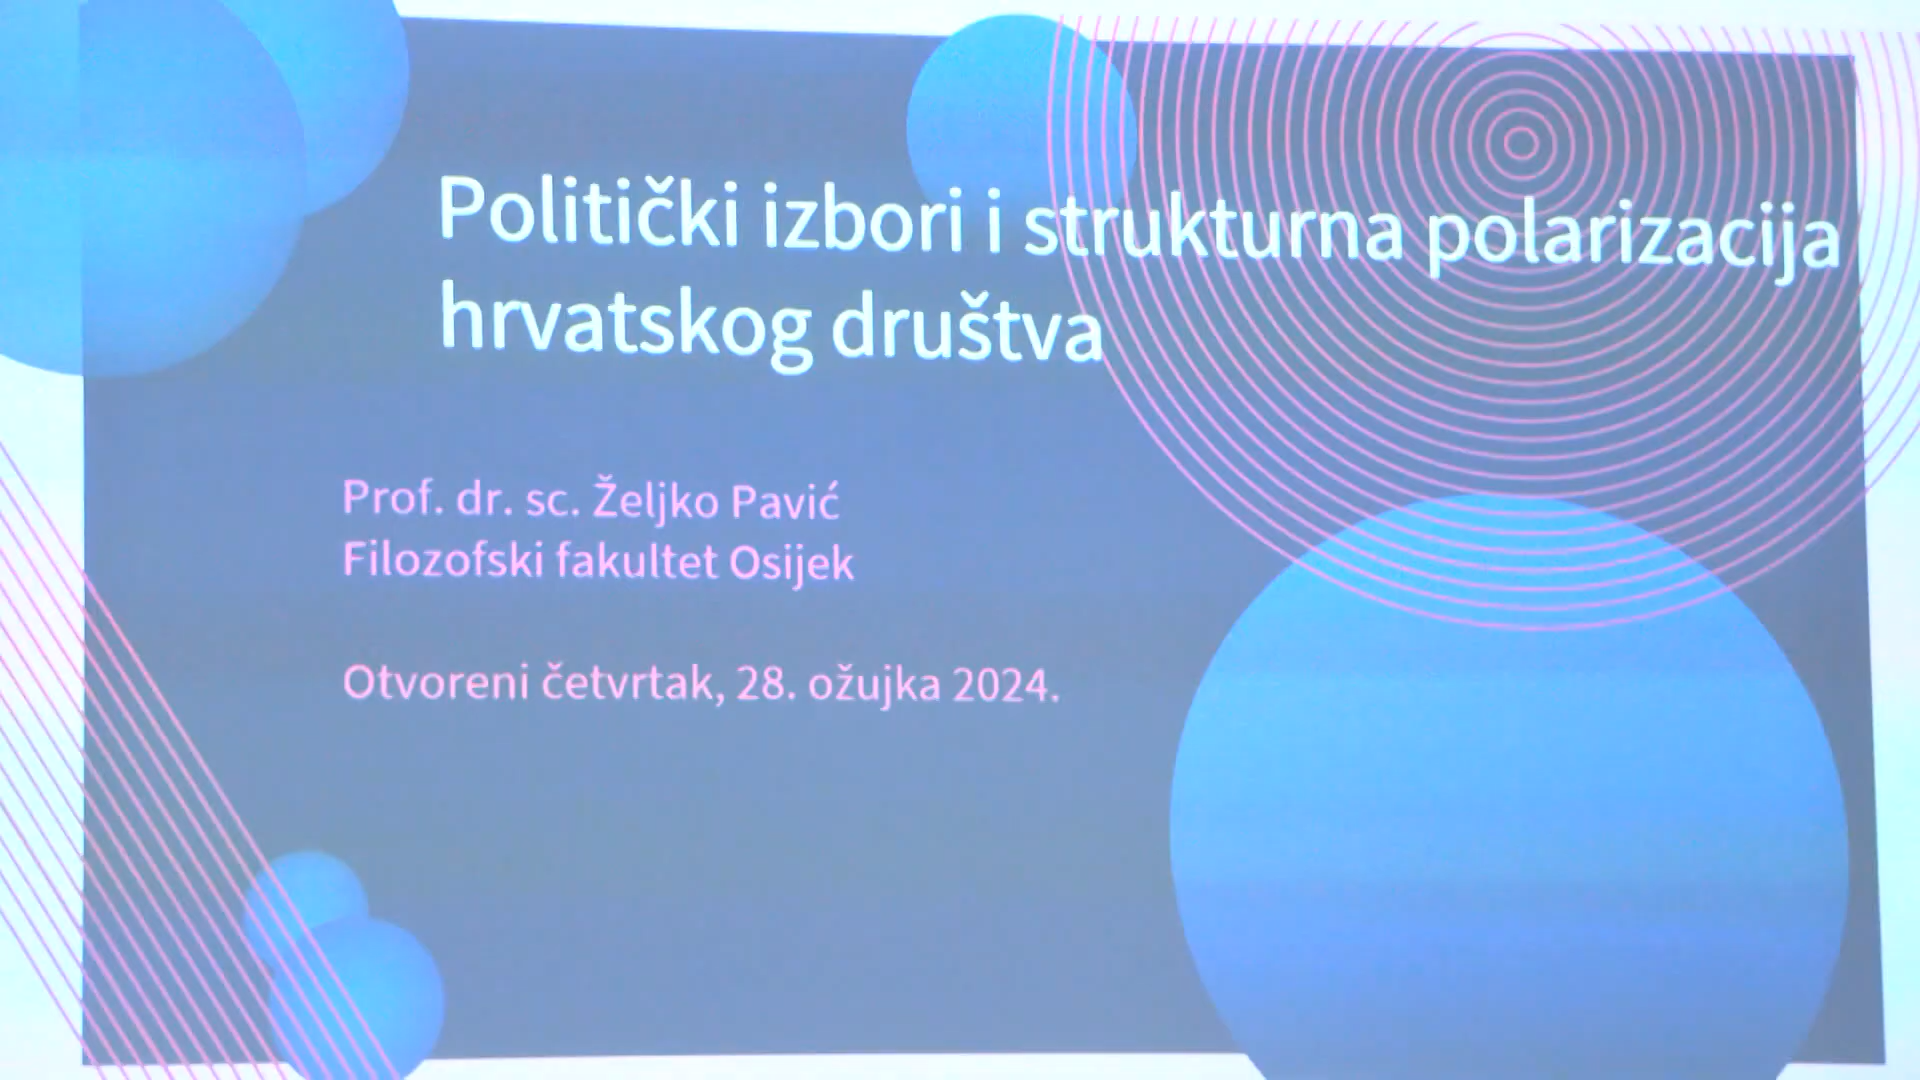 Politički izbori i strukturna polarizacija
hrvatskog društva
Prof. dr. sc. Željko Pavić
Filozofski fakultet Osijek
Otvoreni četvrtak, 28. ožujka 2024.